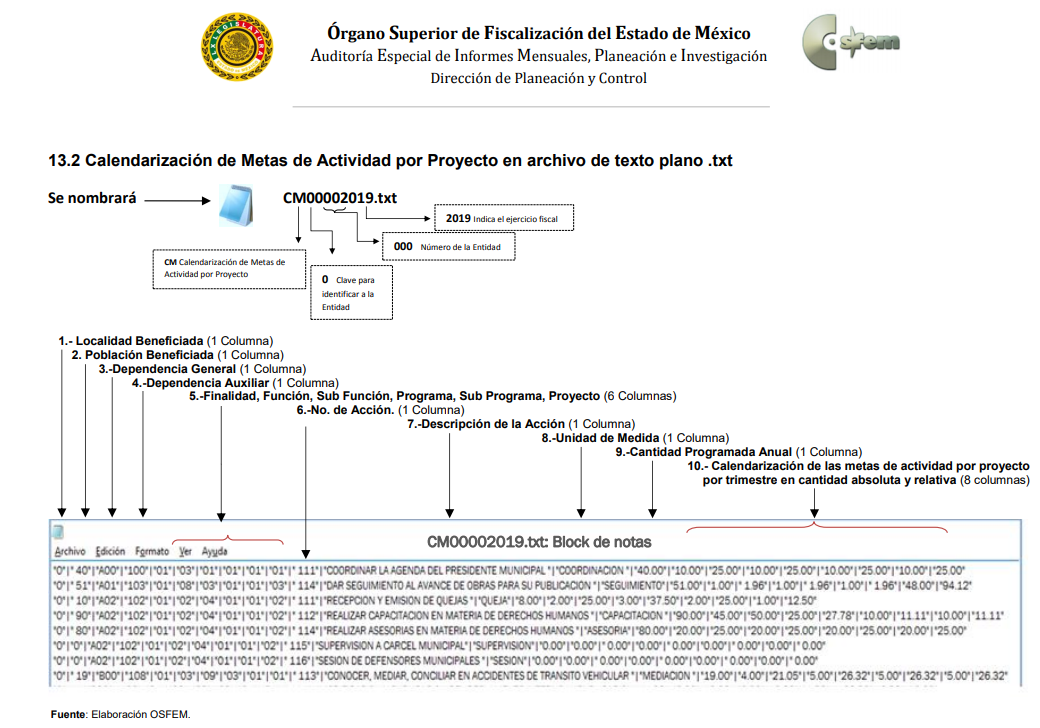 Órgano Superior de Fiscalización del Estado de México
Auditoría Especial de Informes Mensuales, Planeación e Investigación
Dirección de Planeación y Control
osfem
13.2 Calendarización de Metas de Actividad por Proyecto en archivo de texto plano .txt
Se nombrará
CM00002019.txt
2019 Indica el ejercicio fiscal
000 Número de la Entidad
CM Calendarización de Metas de
Actividad por Proyecto
0 Clave para
identificar a la
Entidad
1.- Localidad Beneficiada (1 Columna)
2. Población Beneficiada (1 Columna)
3.-Dependencia General (1 Columna)
4.-Dependencia Auxiliar (1 Columna)
5.-Finalidad, Función, Sub Función, Programa, Sub Programa, Proyecto (6 Columnas)
6.-No. de Acción. (1 Columna)
7.-Descripción de la Acción (1 Columna)
8.-Unidad de Medida (1 Columna)
9.-Cantidad Programada Anual (1 Columna)
10.- Calendarización de las metas de actividad por proyecto
por trimestre en cantidad absoluta y relativa (8 columnas)
CM00002019.txt: Block de notas
Archivo Edición Formato Ver Ayuda
"0"|" 40"|"A00"|"100"|"01"|"03"|"01"|"01"|"01"|"01"|" 111"|"COORDINAR LA AGENDA DEL PRESIDENTE MUNICIPAL "|"COORDINACION "|"40.00"|"10.00"|"25.00"|"10.00"|"25.00"|"10.00"|"25.00"|"10.00"|"25.00"
"0"|" 51"|"A01"|"103"|"01"|"08"|"03"|"03"|"01"|"03"|" 114"|"DAR SEGUIMIENTO AL AVANCE DE OBRAS PARA SU PUBLICACION "|"SEGUIMIENTO"|"51.00"|"1.00"|" 1.96"|"1.00"|" 1.96"|"1.00"|" 1.96"|"48.00"|"94.12
"0"|" 10"|"A02"|"102"|"01"|"02"|"04"|"01"|"01"|"02"|" 111"|"RECEPCION Y EMISION DE QUEJAS "|"QUEJA"|"8.00"|"2.00"|"25.00"|"3.00"|"37.50"|"2.00"|"25.00"|"1.00"|"12.50"
"0"|" 90"|"A02"|"102"|"01"|"02"|"04"|"01"|"01"|"02"|" 112"|"REALIZAR CAPACITACION EN MATERIA DE DERECHOS HUMANOS "|"CAPACITACION "|"90.00"|"45.00"|"50.00"|"25.00"|"27.78"|"10.00"|"11.11"|"10.00"|"11.11"
"0"|" 80"|"A02"|"102"|"01"|"02"|"04"|"01"|"01"|"02"|" 114"|"REALIZAR ASESORIAS EN MATERIA DE DERECHOS HUMANOS "|"ASESORIA"|"80.00"|"20.00"|"25.00"|"20.00"|"25.00"|"20.00"|"25.00"|"20.00"|"25.00"
"0"|"0"|"A02"|"102"|"01"|"02"|"04"|"01"|"01"|"02"|" 115"|"SUPERVISION A CARCEL MUNICIPAL"|"SUPERVISION"|"0.00"|"0.00"|" 0.00"|"0.00"|" 0.00"|"0.00"|" 0.00"|"0.00"|" 0.00"
"0"|"0"|"A02"|"102"|"01"|"02"|"04"|"01"|"01"|"02"|" 116"|"SESION DE DEFENSORES MUNICIPALES "|"SESION"|"0.00"|"0.00"|" 0.00"|"0.00"|" 0.00"|"0.00"|" 0.00"|"0.00"|" 0.00"
"0"|" 19"|"B00"|"108"|"01"|"03"|"09"|"03"|"01"|"01"|" 113"|"CONOCER, MEDIAR, CONCILIAR EN ACCIDENTES DE TRANSITO VEHICULAR "|"MEDIACION "|"19.00"|"4.00"|"21.05"|"5.00"|"26.32"|"5.00"|"26.32"|"5.00"|"26.32"
Fuente: Elaboración OSFEM.